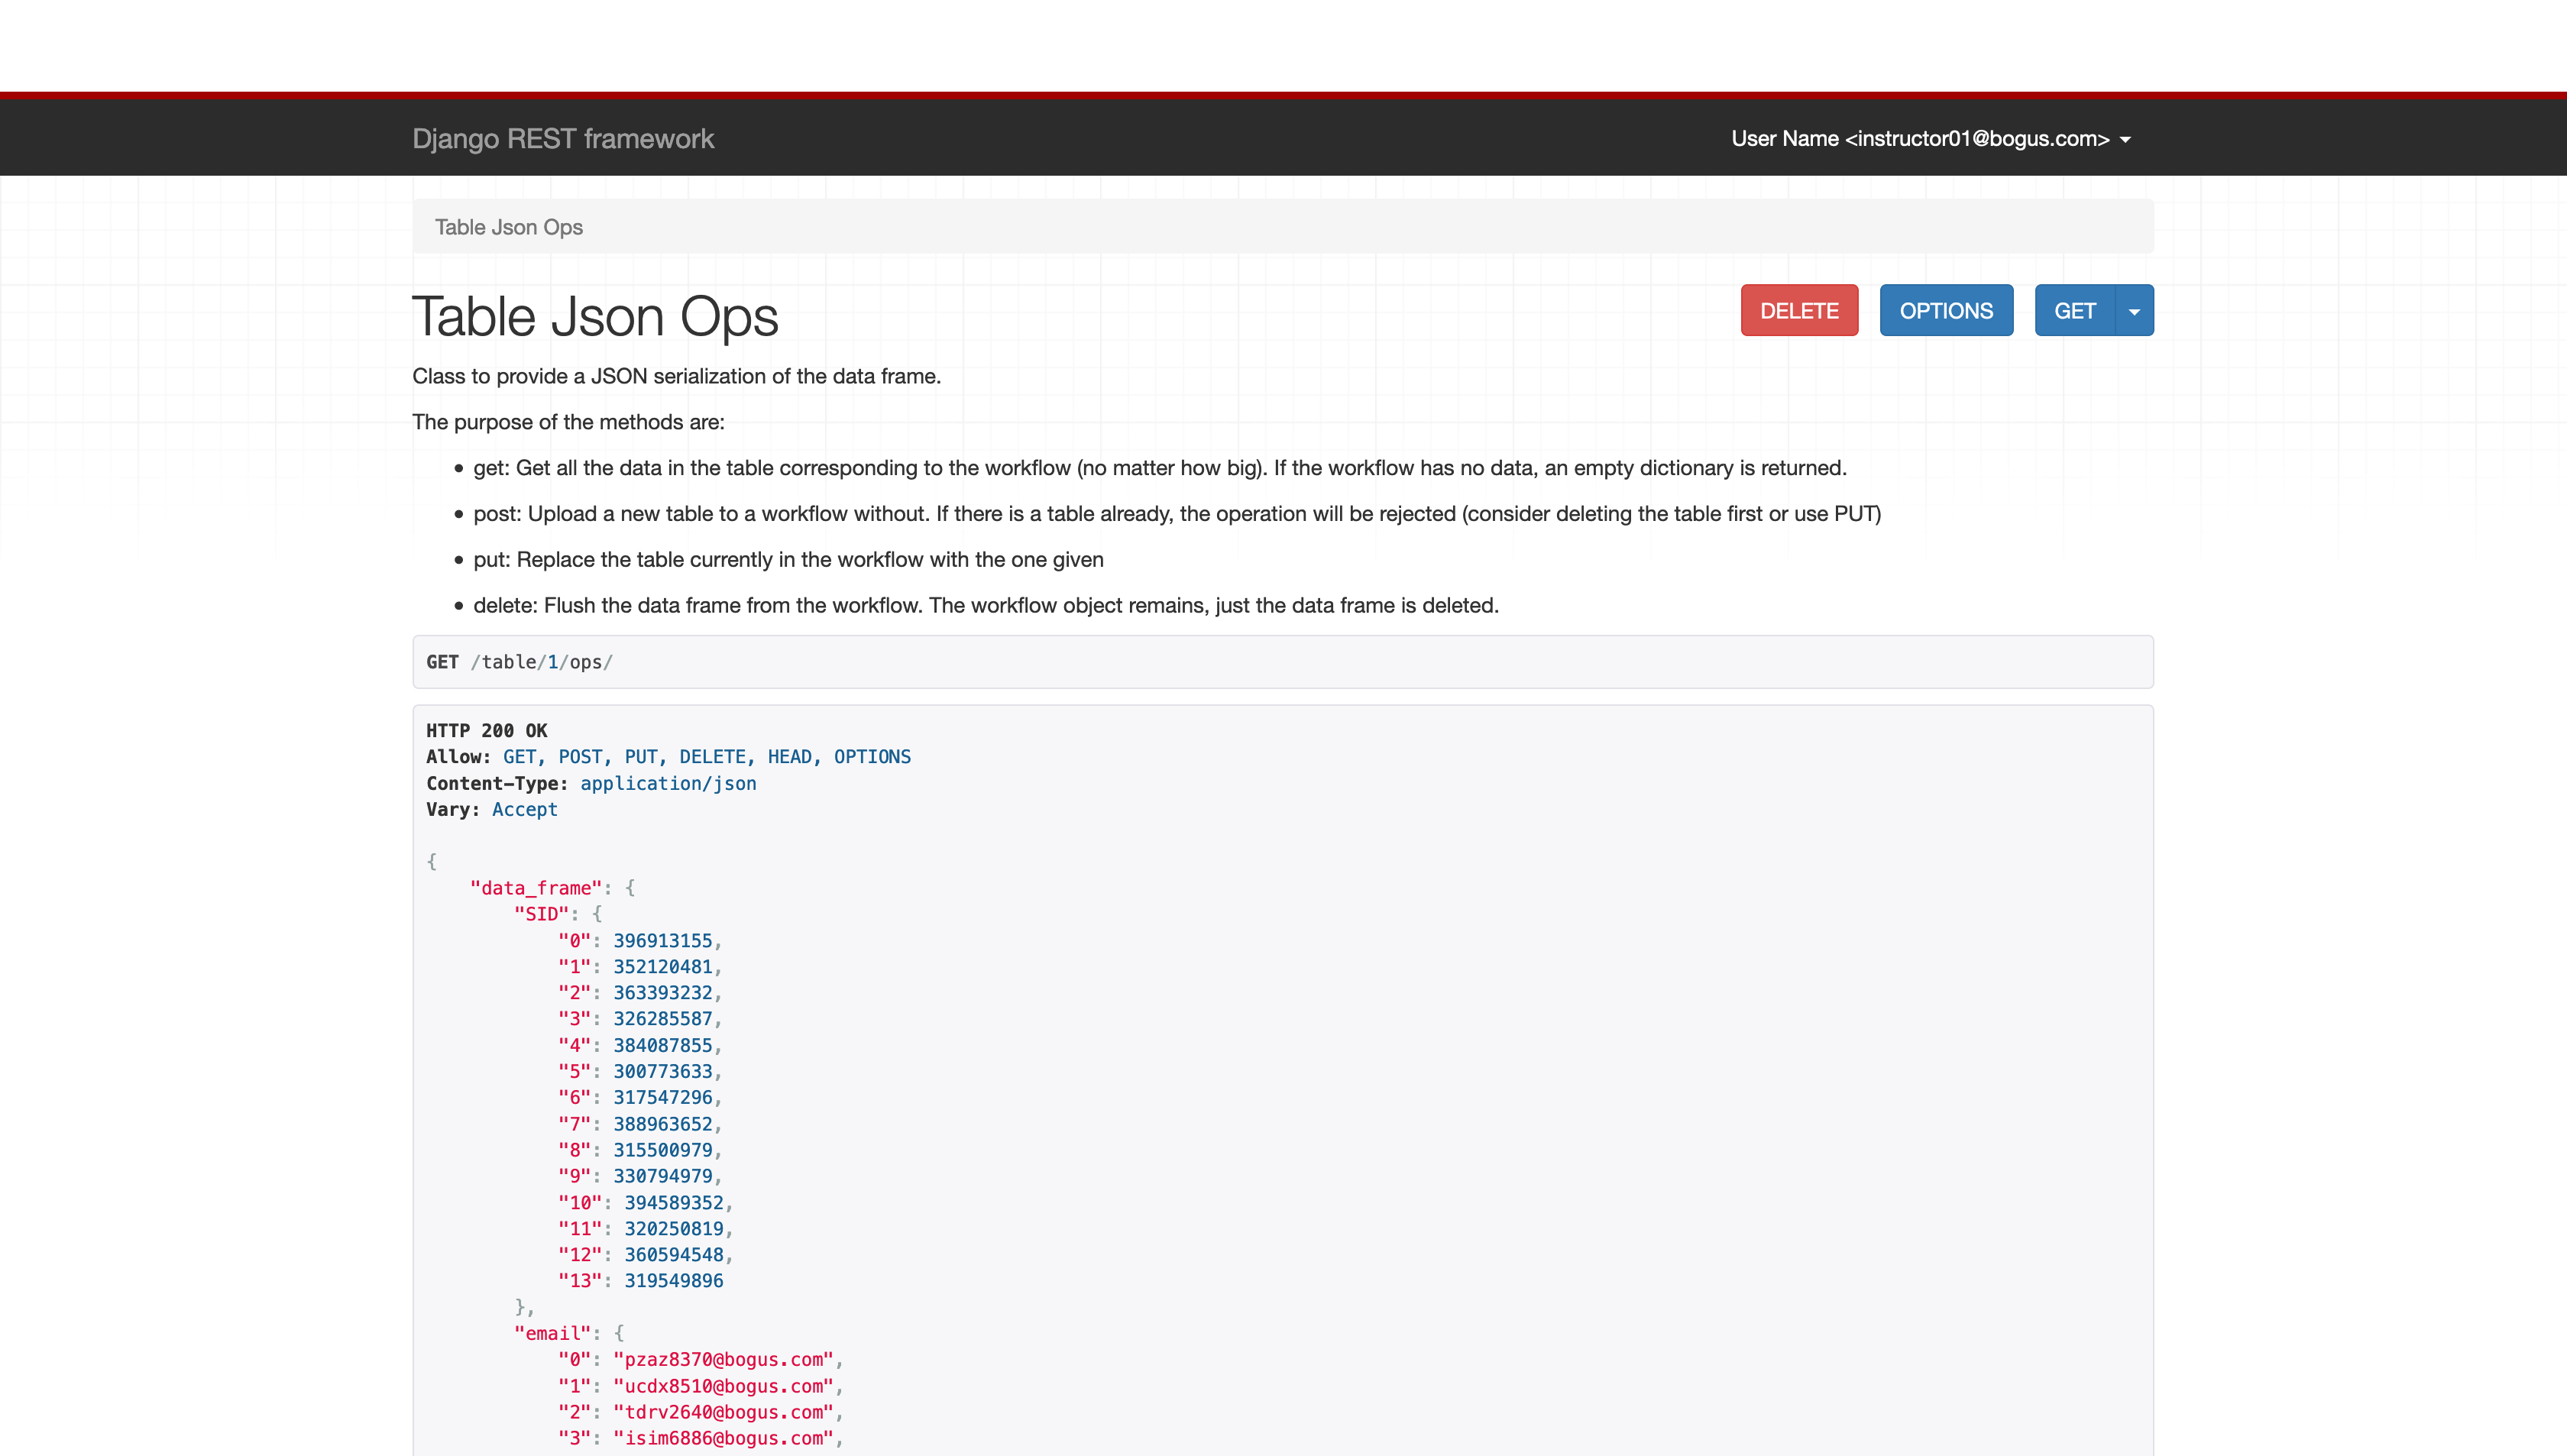 Django REST framework
User Name <instructor01@bogus.com>
Table Json Ops
Table Json Ops
DELETE
OPTIONS
GET
Class to provide a JSON serialization of the data frame.
The purpose of the methods are:
• get: Get all the data in the table corresponding to the workflow (no matter how big). If the workflow has no data, an empty dictionary is returned.
• post: Upload a new table to a workflow without. If there is a table already, the operation will be rejected (consider deleting the table first or use PUT)
• put: Replace the table currently in the workflow with the one given
• delete: Flush the data frame from the workflow. The workflow object remains, just the data frame is deleted.
GET /table/1/ops/
HTTP 200 OK
Allow: GET, POST, PUT, DELETE, HEAD, OPTIONS
Content-Type: application/json
Vary: Accept
{
"data_frame": {
"SID": {
"0": 396913155,
"1": 352120481,
"2": 363393232,
"3": 326285587,
"4": 384087855,
"5": 300773633,
"6": 317547296,
"7": 388963652,
"8": 315500979,
"9": 330794979,
"10": 394589352,
"11": 320250819,
"12": 360594548,
"13": 319549896
},
"email": {
"0": "pzaz8370@bogus.com",
"1": "ucdx8510@bogus.com",
"2": "tdrv2640@bogus.com",
"3": "isim6886@bogus.com",